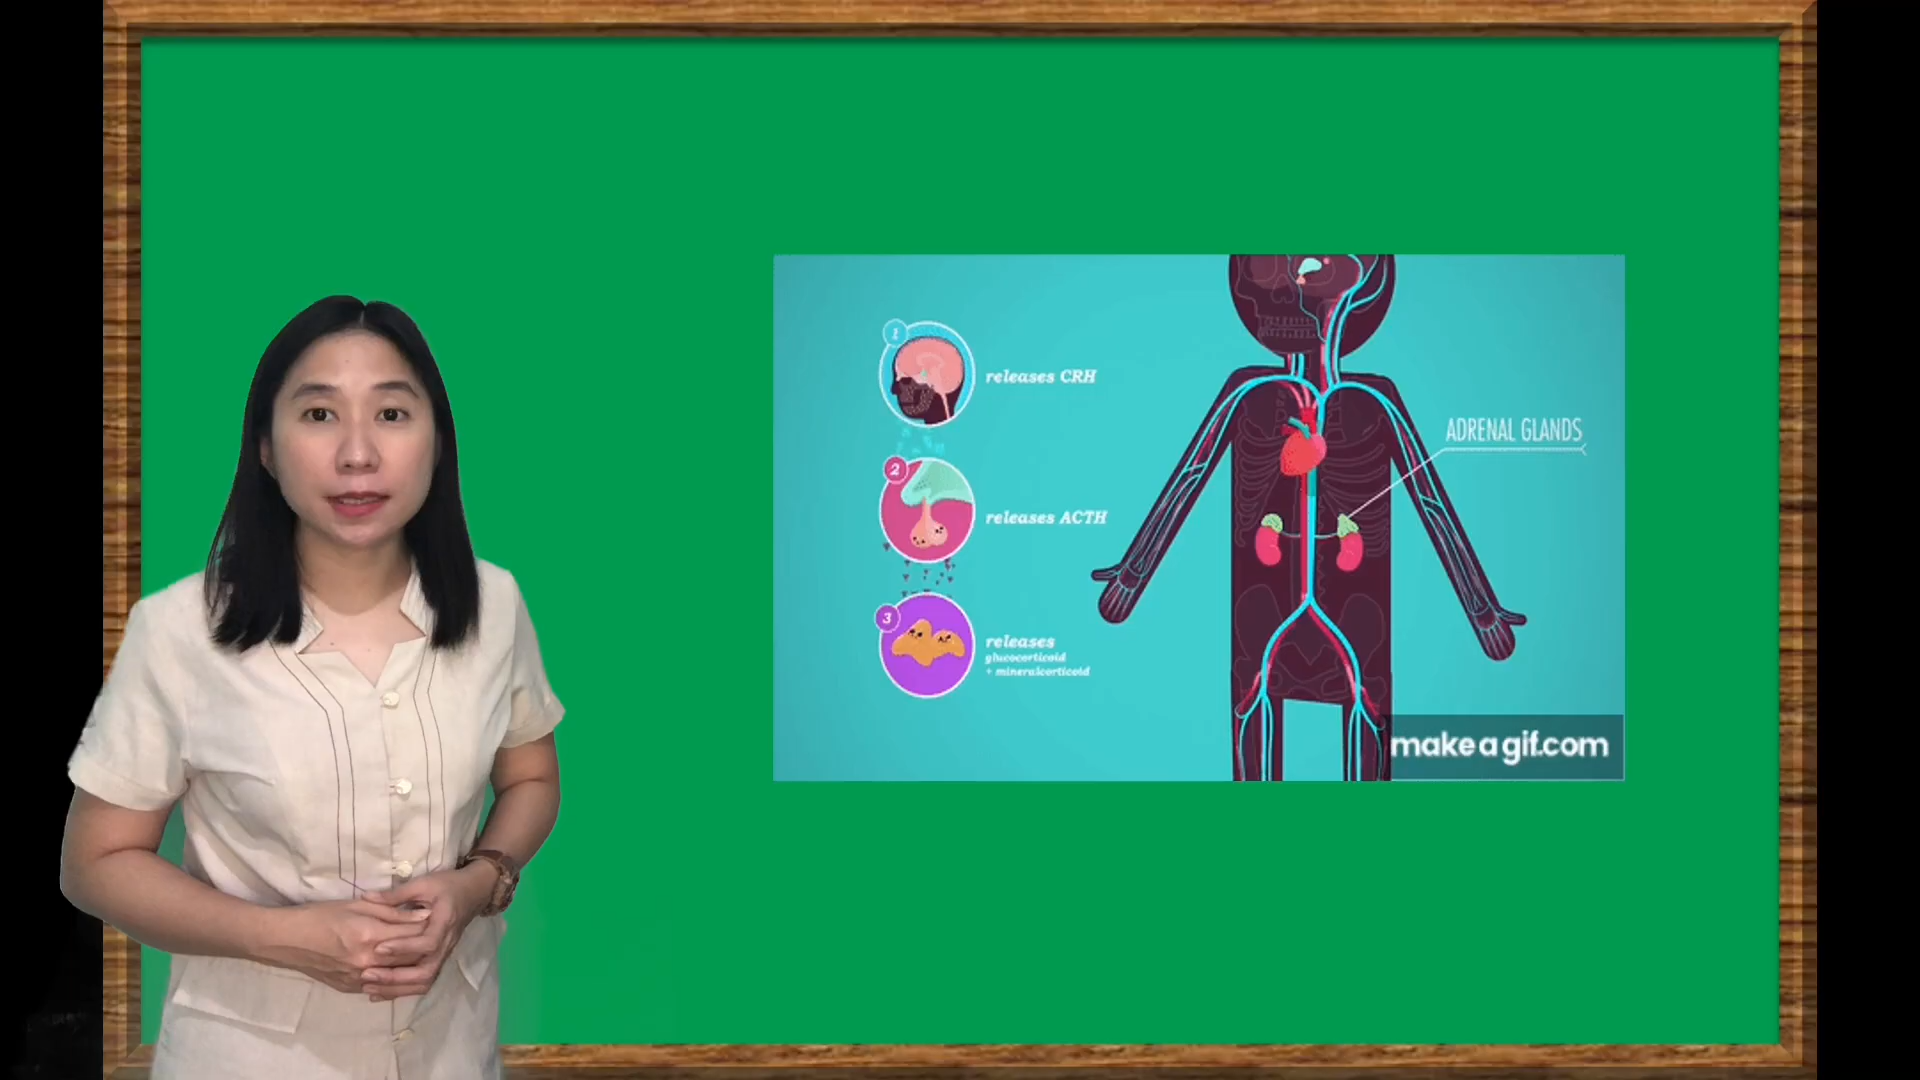 1
releases CRH
2
releases ACTH
3
releases
glucocorticoid
+ mineralcorticoid
ADRENAL GLANDS
makeagif.com